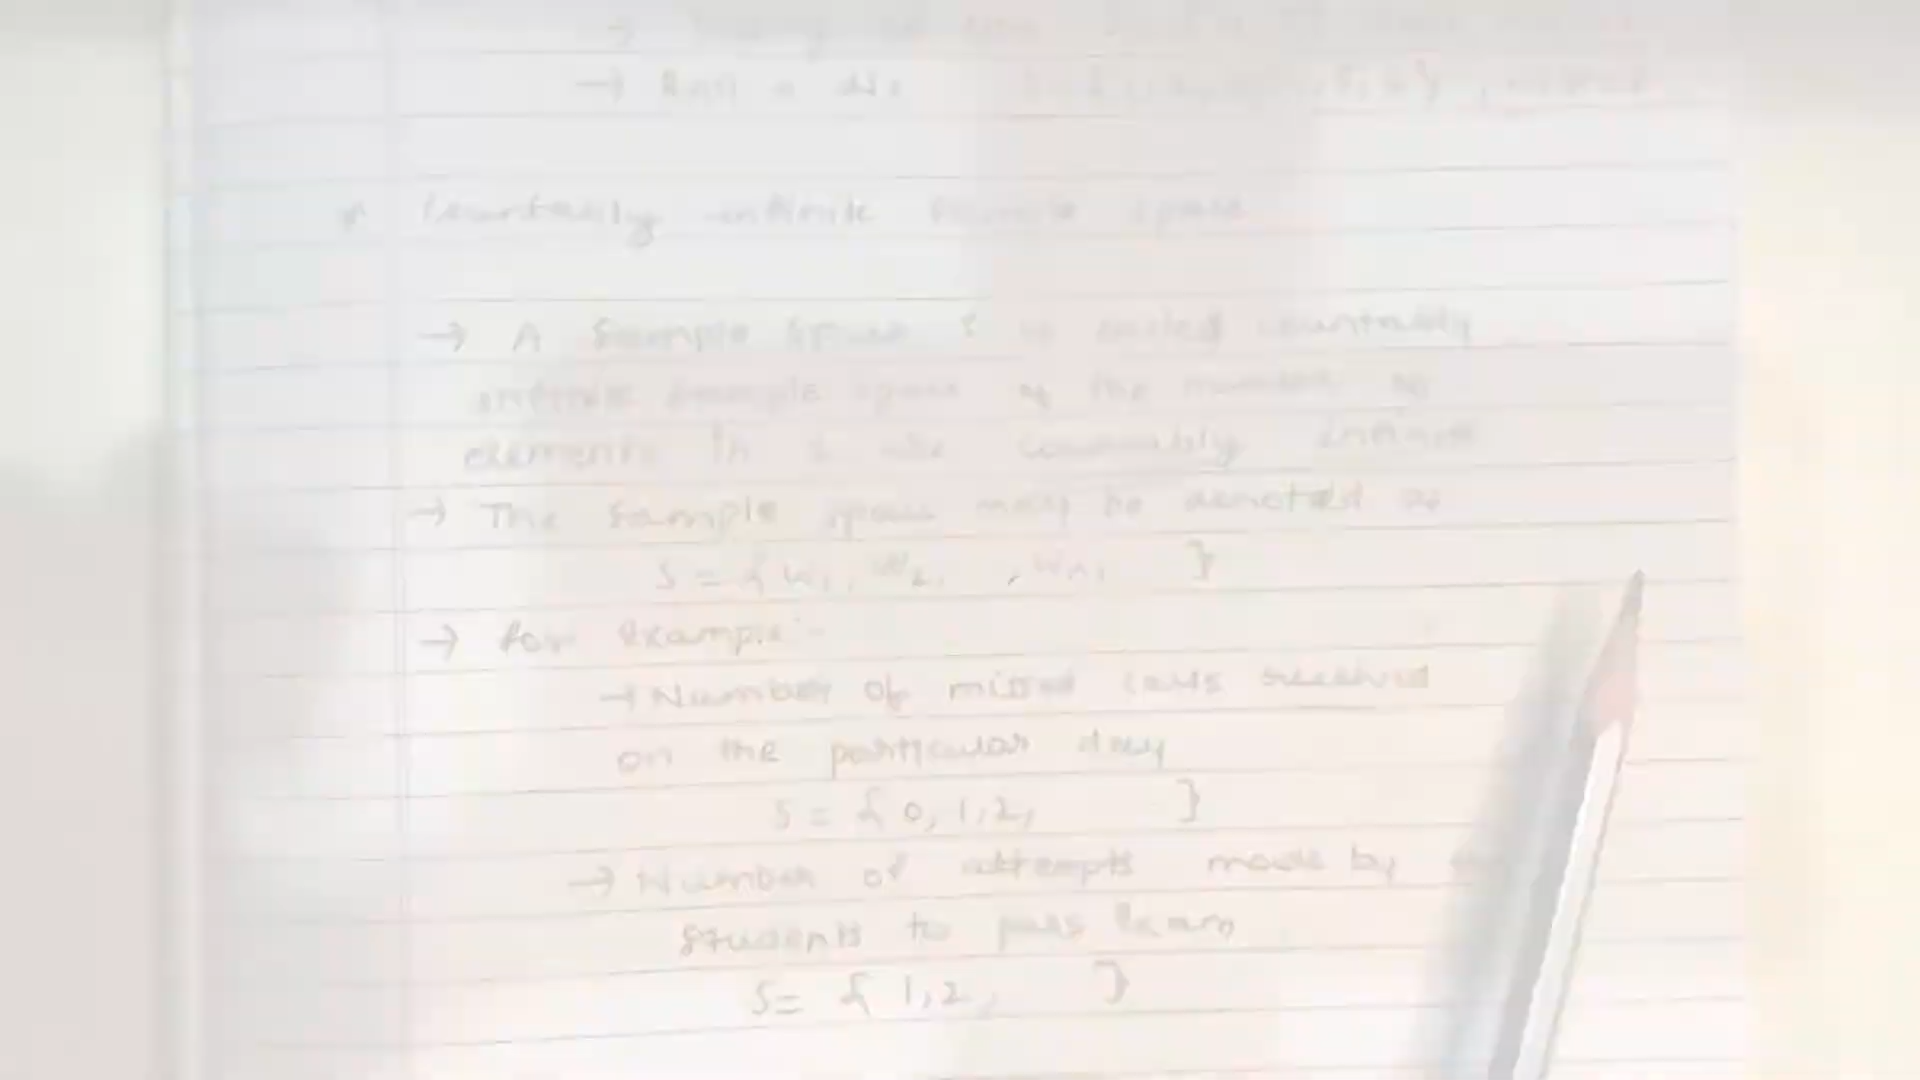 → Roll a die
* Countably infinite sample space
→ A sample space S is called countably
infinite sample space if the number of
elements in S are countably infinite
→ The sample space may be denoted as
S = { w1, w2, , wn, }
→ for example :-
→ Number of missed calls received
on the particular day
S = { 0, 1, 2, }
→ Number of attempts made by
students to pass exam
S = { 1, 2, }